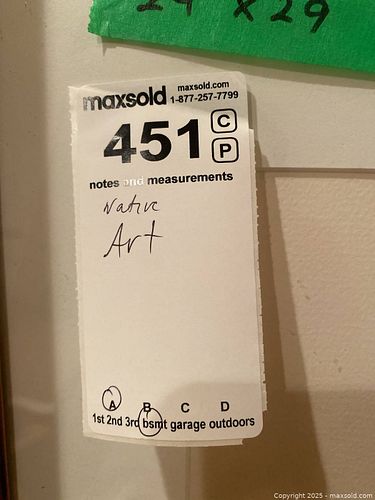 24 x 29
maxsold maxsold.com
1-877-257-7799
451 C
P
notes and measurements
Native
Art
A B C D
1st 2nd 3rd bsmt garage outdoors
Copyright 2025 - maxsold.com